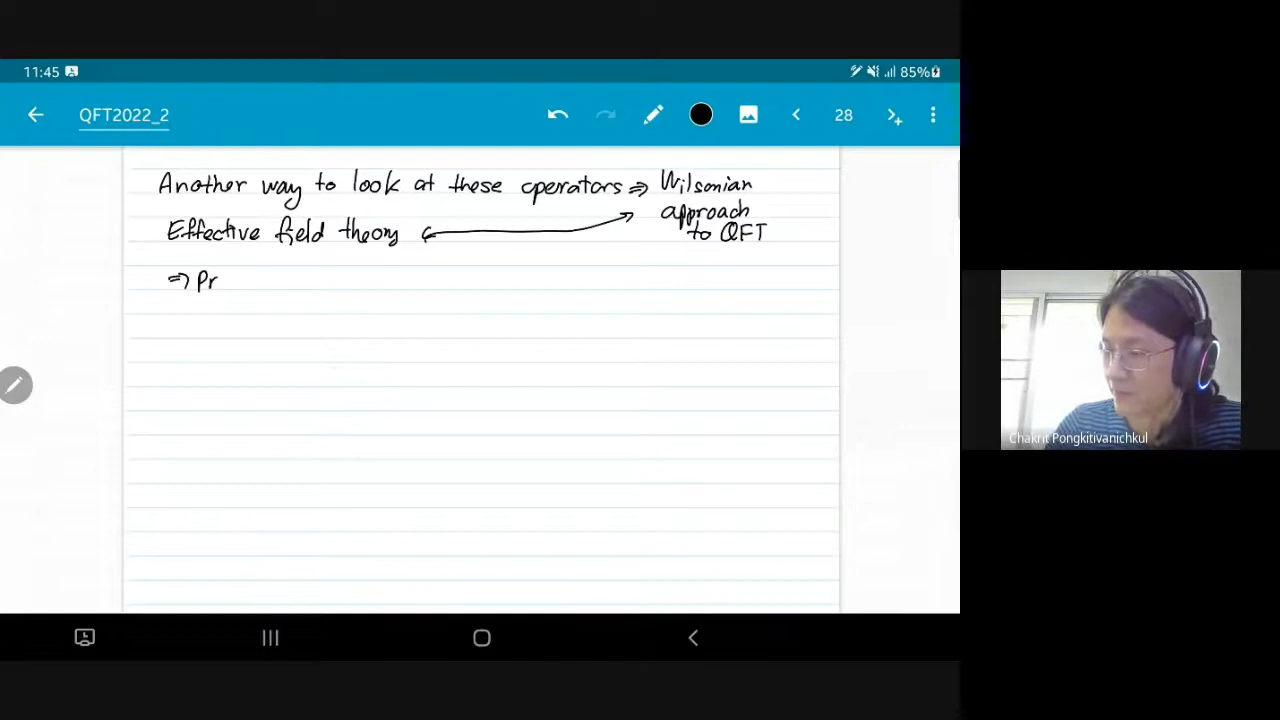 11:45
85%
QFT2022_2
28
Another way to look at these operators ⇒ Wilsonian
approach
to QFT
Effective field theory
⇒ Pr
Chakrit Pongkitivanichkul